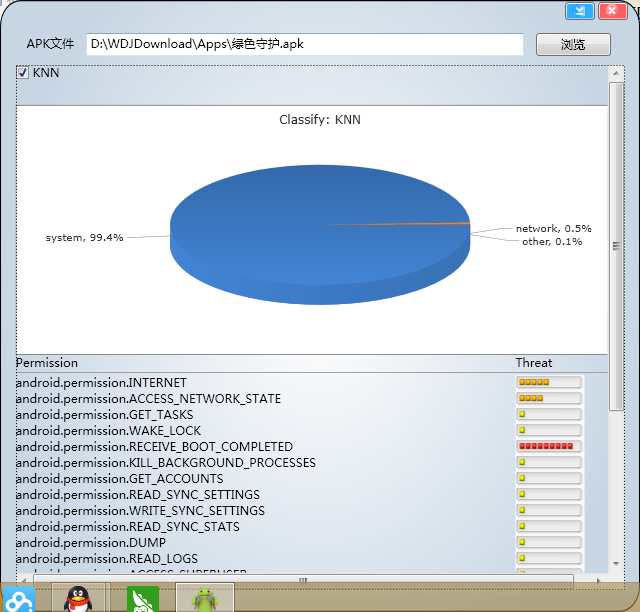 APK文件 D:\WDJDownload\Apps\绿色守护.apk 浏览
KNN
Classify: KNN
system, 99.4%
network, 0.5%
other, 0.1%
Permission Threat
android.permission.INTERNET
android.permission.ACCESS_NETWORK_STATE
android.permission.GET_TASKS
android.permission.WAKE_LOCK
android.permission.RECEIVE_BOOT_COMPLETED
android.permission.KILL_BACKGROUND_PROCESSES
android.permission.GET_ACCOUNTS
android.permission.READ_SYNC_SETTINGS
android.permission.WRITE_SYNC_SETTINGS
android.permission.READ_SYNC_STATS
android.permission.DUMP
android.permission.READ_LOGS
android.permission.ACCESS_SUPERUSER